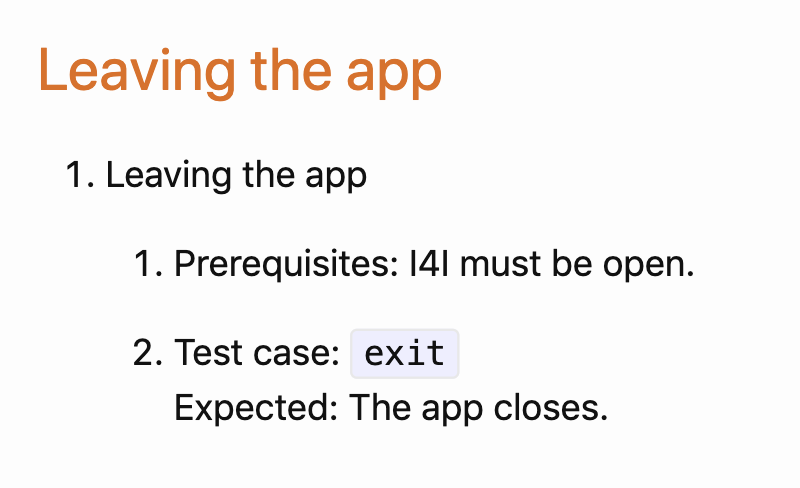 Leaving the app
1. Leaving the app
1. Prerequisites: I4I must be open.
2. Test case: exit
Expected: The app closes.